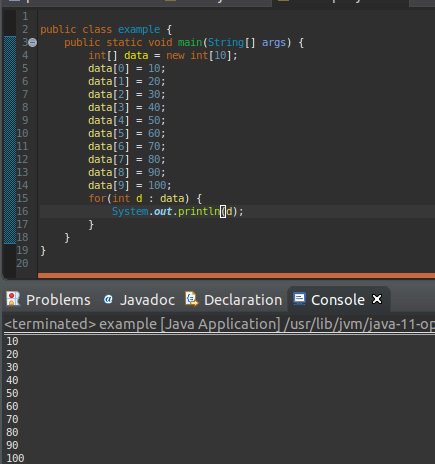 1
2 public class example {
3 public static void main(String[] args) {
4 int[] data = new int[10];
5 data[0] = 10;
6 data[1] = 20;
7 data[2] = 30;
8 data[3] = 40;
9 data[4] = 50;
10 data[5] = 60;
11 data[6] = 70;
12 data[7] = 80;
13 data[8] = 90;
14 data[9] = 100;
15 for(int d : data) {
16 System.out.println(d);
17 }
18 }
19 }
20
Problems @ Javadoc Declaration Console
<terminated> example [Java Application] /usr/lib/jvm/java-11-op
10
20
30
40
50
60
70
80
90
100